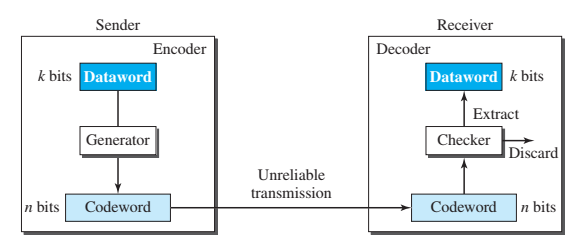 Sender
Encoder
k bits Dataword
Generator
n bits Codeword
Unreliable
transmission
Receiver
Decoder
Dataword k bits
Extract
Checker
Discard
Codeword n bits